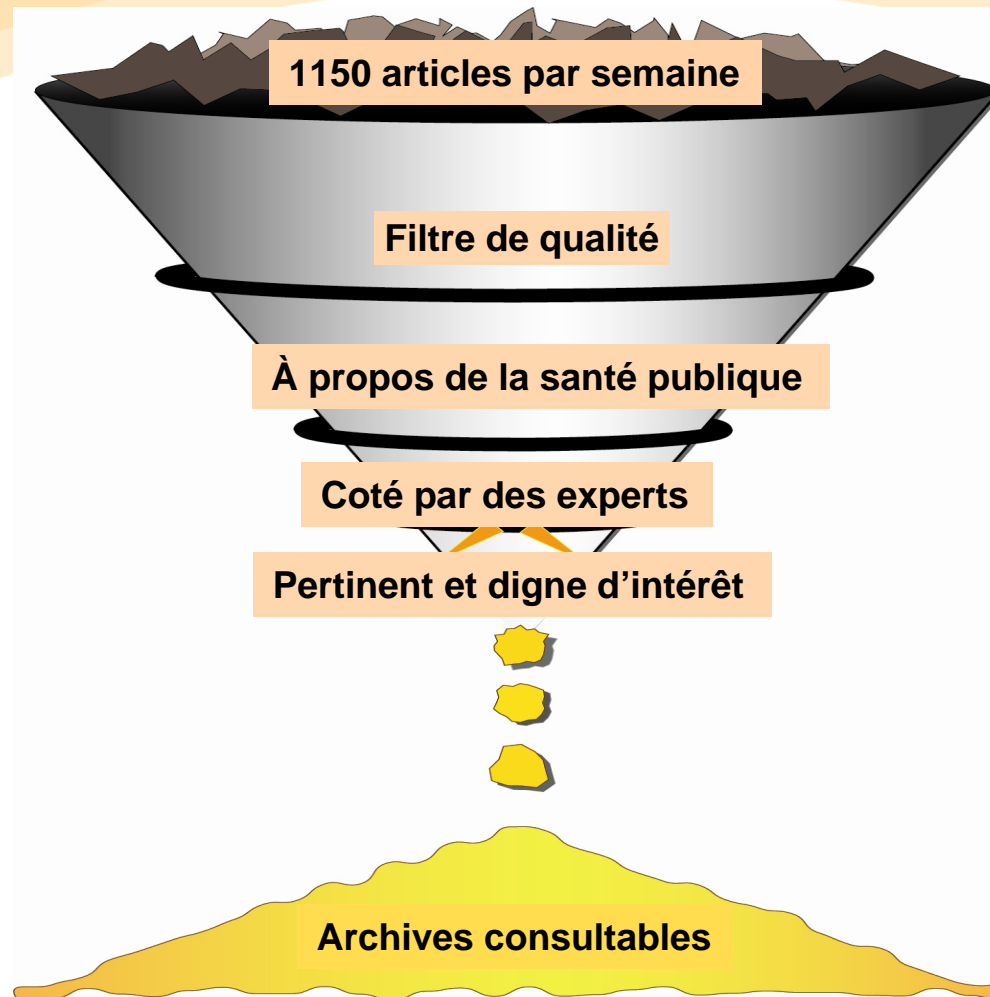 1150 articles par semaine
Filtre de qualité
À propos de la santé publique
Coté par des experts
Pertinent et digne d’intérêt
Archives consultables